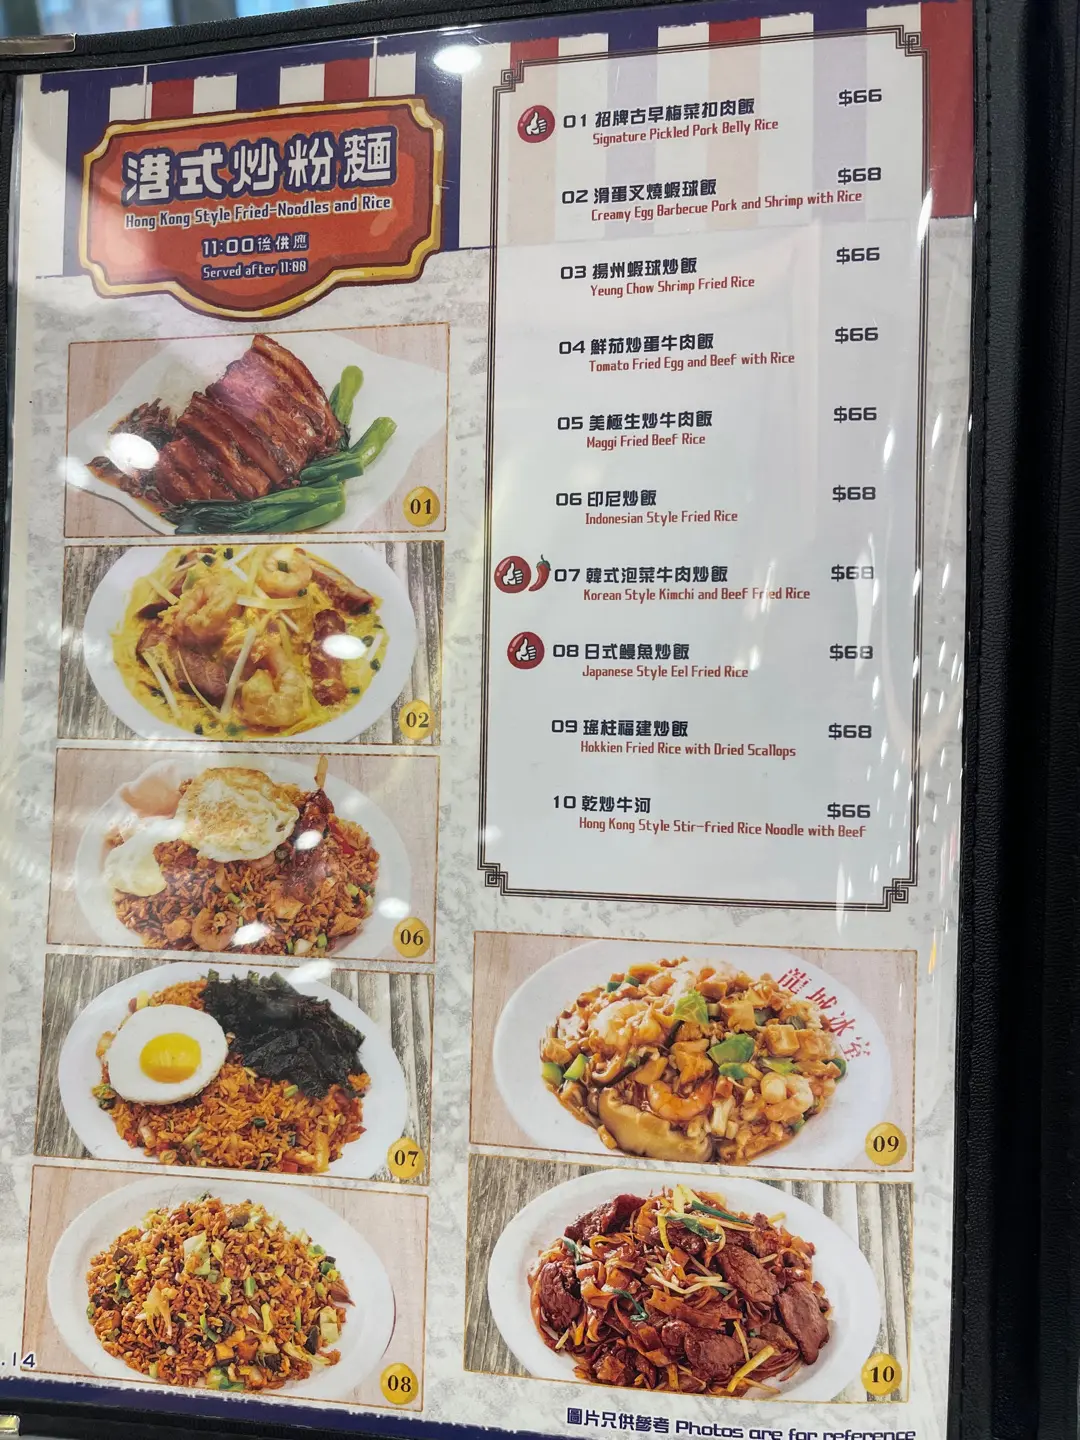 港式炒粉麵
Hong Kong Style Fried-Noodles and Rice
11:00後供應
Served after 11:00
01 招牌古早梅菜扣肉飯 $66
Signature Pickled Pork Belly Rice
02 滑蛋叉燒蝦球飯 $68
Creamy Egg Barbecue Pork and Shrimp with Rice
03 揚州蝦球炒飯 $66
Yeung Chow Shrimp Fried Rice
04 鮮茄炒蛋牛肉飯 $66
Tomato Fried Egg and Beef with Rice
05 美極生炒牛肉飯 $66
Maggi Fried Beef Rice
06 印尼炒飯 $68
Indonesian Style Fried Rice
07 韓式泡菜牛肉炒飯 $68
Korean Style Kimchi and Beef Fried Rice
08 日式鰻魚炒飯 $68
Japanese Style Eel Fried Rice
09 瑤柱福建炒飯 $68
Hokkien Fried Rice with Dried Scallops
10 乾炒牛河 $66
Hong Kong Style Stir-fried Rice Noodle with Beef
01
02
06
07
08
龍城冰室
09
10
.14
圖片只供參考 Photos are for reference